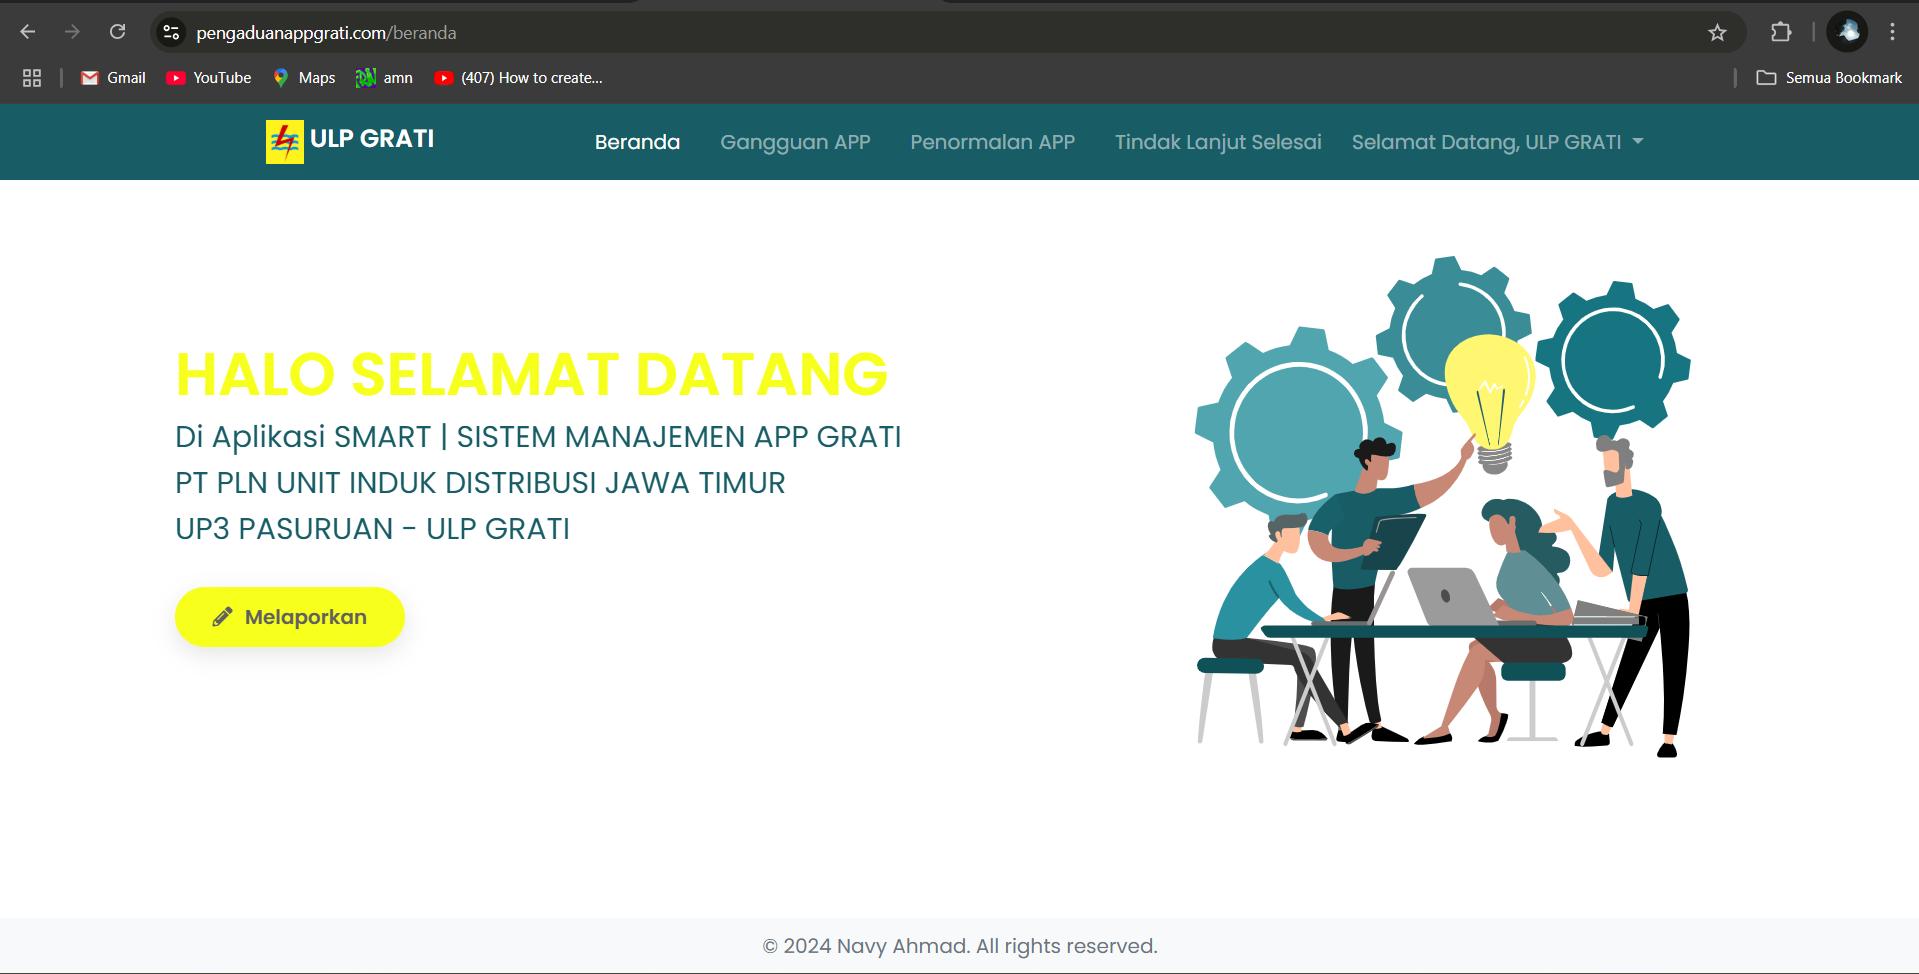 pengaduanappgrati.com/beranda
Gmail YouTube Maps amn (407) How to create... Semua Bookmark
ULP GRATI Beranda Gangguan APP Penormalan APP Tindak Lanjut Selesai Selamat Datang, ULP GRATI
HALO SELAMAT DATANG
Di Aplikasi SMART | SISTEM MANAJEMEN APP GRATI
PT PLN UNIT INDUK DISTRIBUSI JAWA TIMUR
UP3 PASURUAN - ULP GRATI
Melaporkan
© 2024 Navy Ahmad. All rights reserved.